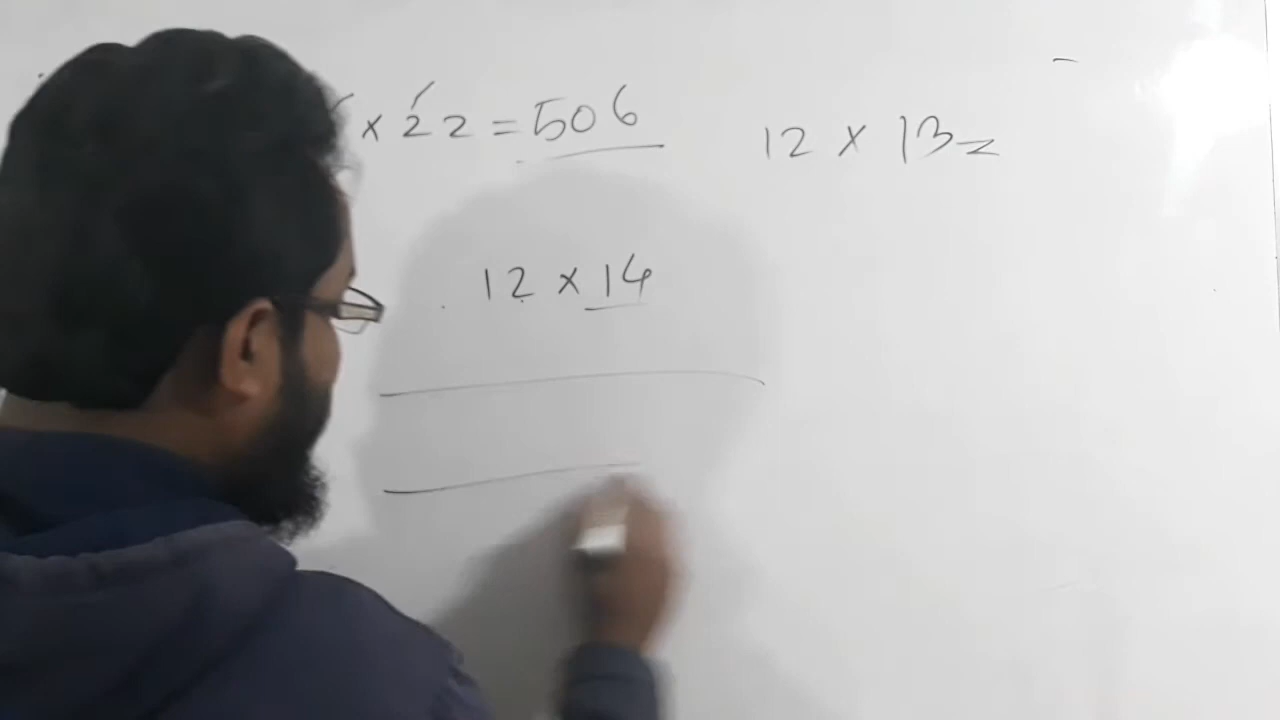 × 22 = 506
12 × 13 =
12 × 14